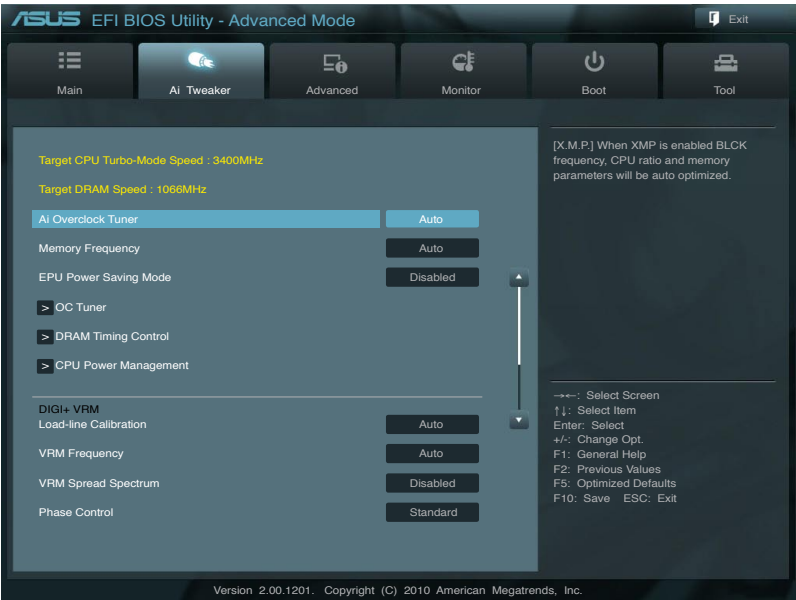 ASUS EFI BIOS Utility - Advanced Mode
Exit
Main
Ai Tweaker
Advanced
Monitor
Boot
Tool
Target CPU Turbo-Mode Speed : 3400MHz
Target DRAM Speed : 1066MHz
Ai Overclock Tuner Auto
Memory Frequency Auto
EPU Power Saving Mode Disabled
> OC Tuner
> DRAM Timing Control
> CPU Power Management
DIGI+ VRM
Load-line Calibration Auto
VRM Frequency Auto
VRM Spread Spectrum Disabled
Phase Control Standard
[X.M.P.] When XMP is enabled BLCK
frequency, CPU ratio and memory
parameters will be auto optimized.
→←: Select Screen
↑↓: Select Item
Enter: Select
+/-: Change Opt.
F1: General Help
F2: Previous Values
F5: Optimized Defaults
F10: Save ESC: Exit
Version 2.00.1201. Copyright (C) 2010 American Megatrends, Inc.